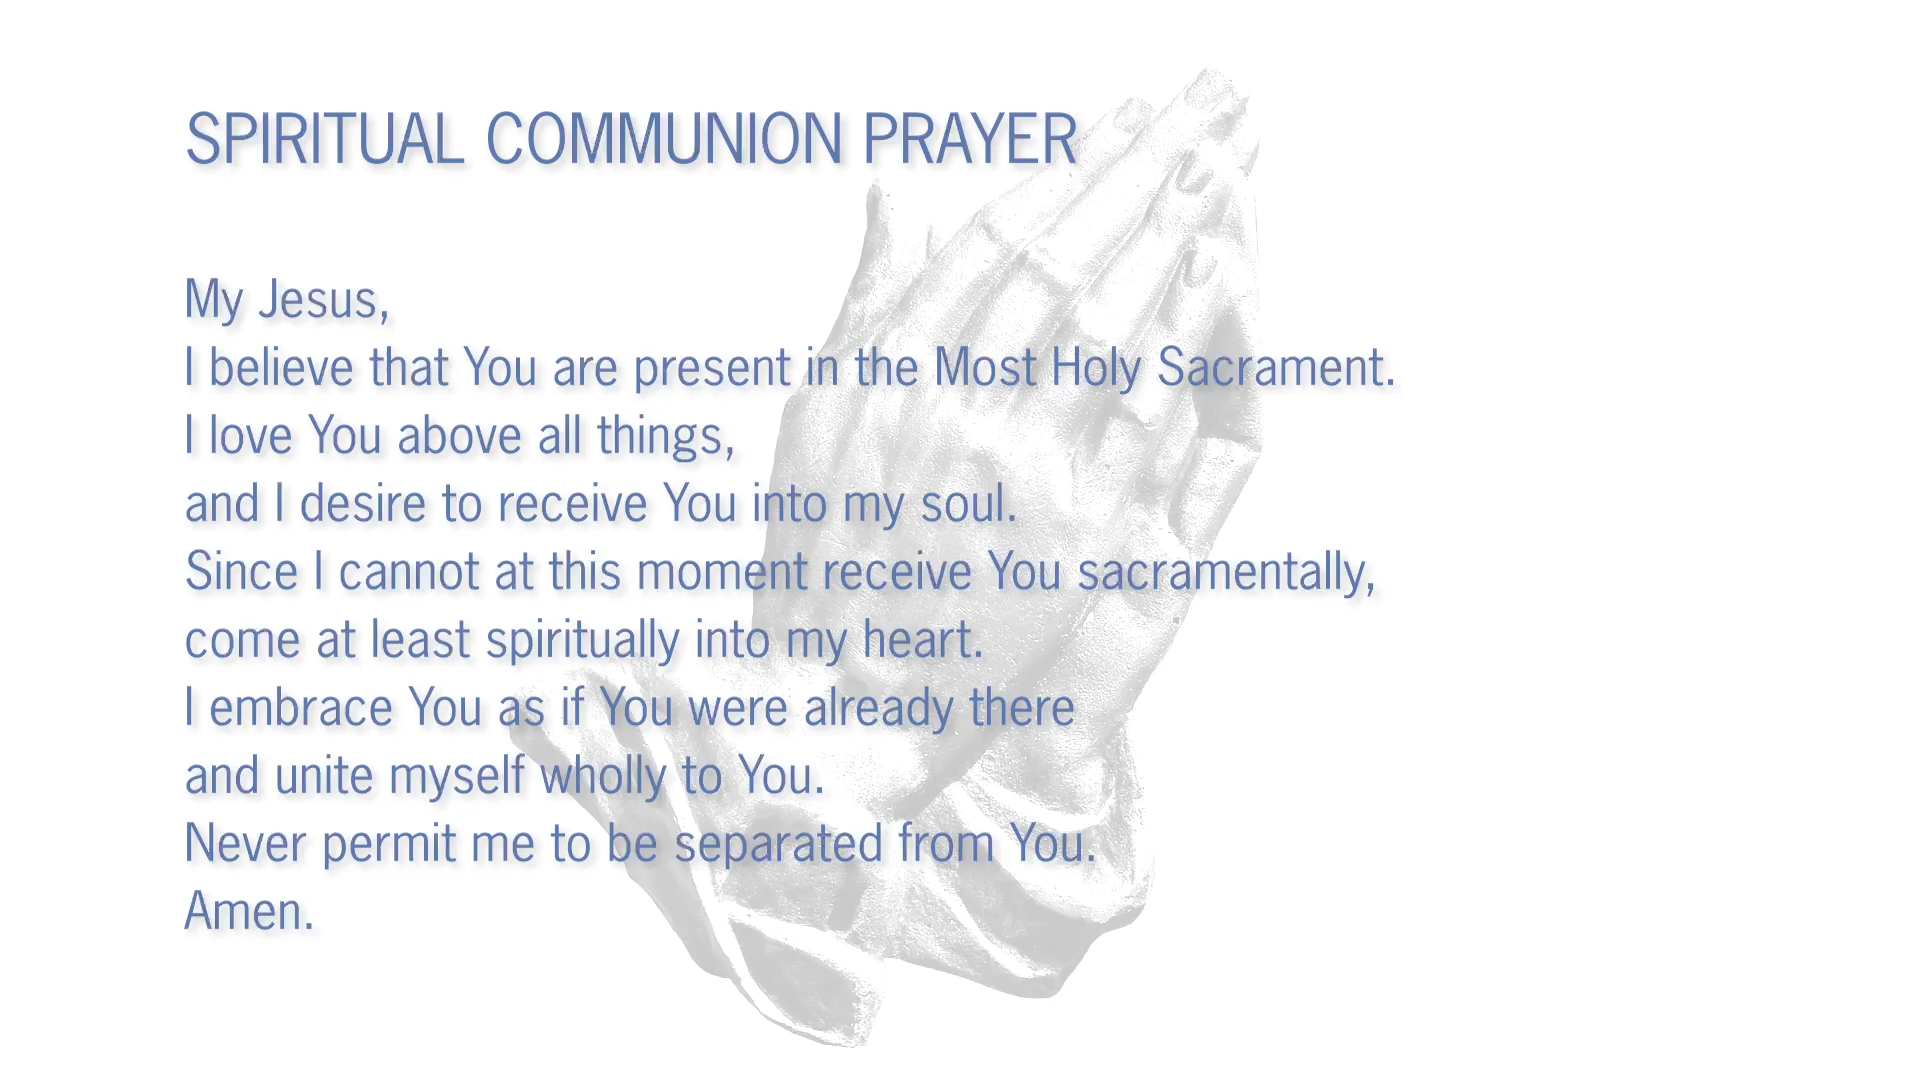 SPIRITUAL COMMUNION PRAYER
My Jesus,
I believe that You are present in the Most Holy Sacrament.
I love You above all things,
and I desire to receive You into my soul.
Since I cannot at this moment receive You sacramentally,
come at least spiritually into my heart.
I embrace You as if You were already there
and unite myself wholly to You.
Never permit me to be separated from You.
Amen.